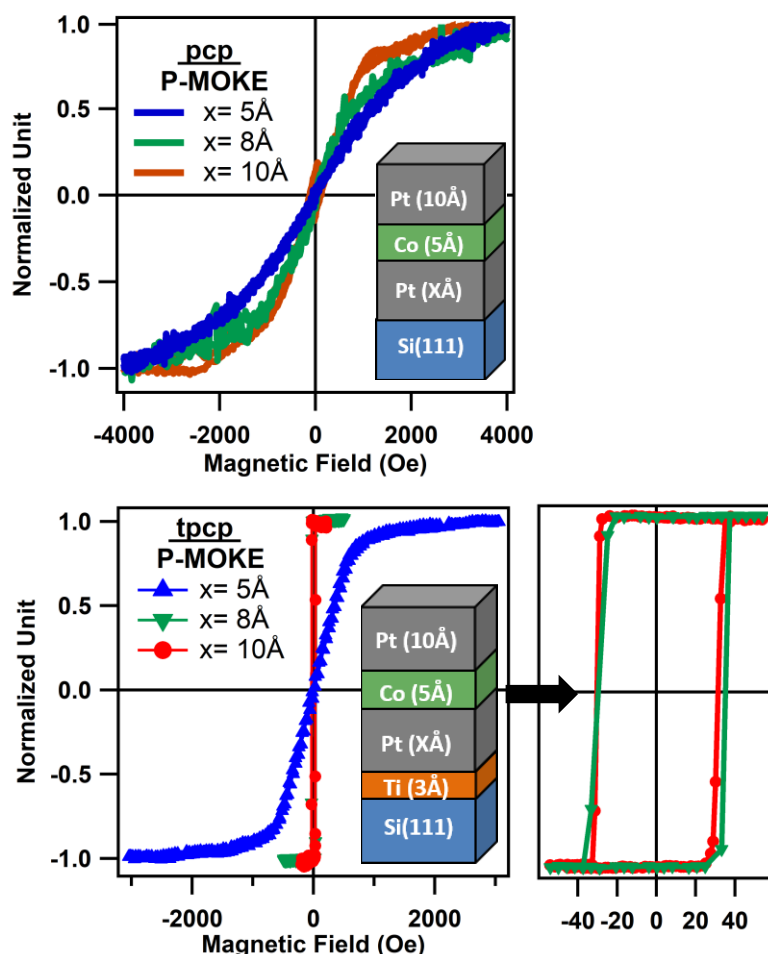 pcp
P-MOKE
x= 5Å
x= 8Å
x= 10Å
1.0
0.5
0.0
-0.5
-1.0
Normalized Unit
Pt (10Å)
Co (5Å)
Pt (XÅ)
Si(111)
-4000 -2000 0 2000 4000
Magnetic Field (Oe)
tpcp
P-MOKE
x= 5Å
x= 8Å
x= 10Å
1.0
0.5
0.0
-0.5
-1.0
Normalized Unit
Pt (10Å)
Co (5Å)
Pt (XÅ)
Ti (3Å)
Si(111)
-2000 0 2000
Magnetic Field (Oe)
-40 -20 0 20 40